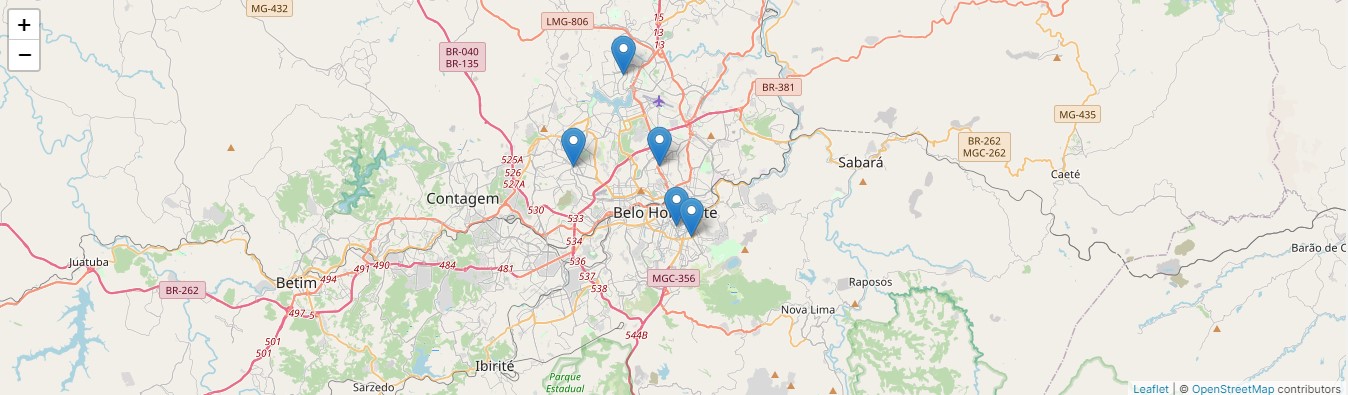 MG-432
+
LMG-806
15
13
13
−
BR-040
BR-135
BR-381
MG-435
BR-262
MGC-262
525A
526
527A
Sabará
Caeté
Contagem
530
533
Belo Ho
te
534
Barão de C
Juatuba
491
490
484
481
536
537
538
Betim
494
BR-262
MGC-356
Raposos
497-5
Nova Lima
501
501
544B
Ibirité
Parque
Estadual
Sarzedo
Leaflet | © OpenStreetMap contributors